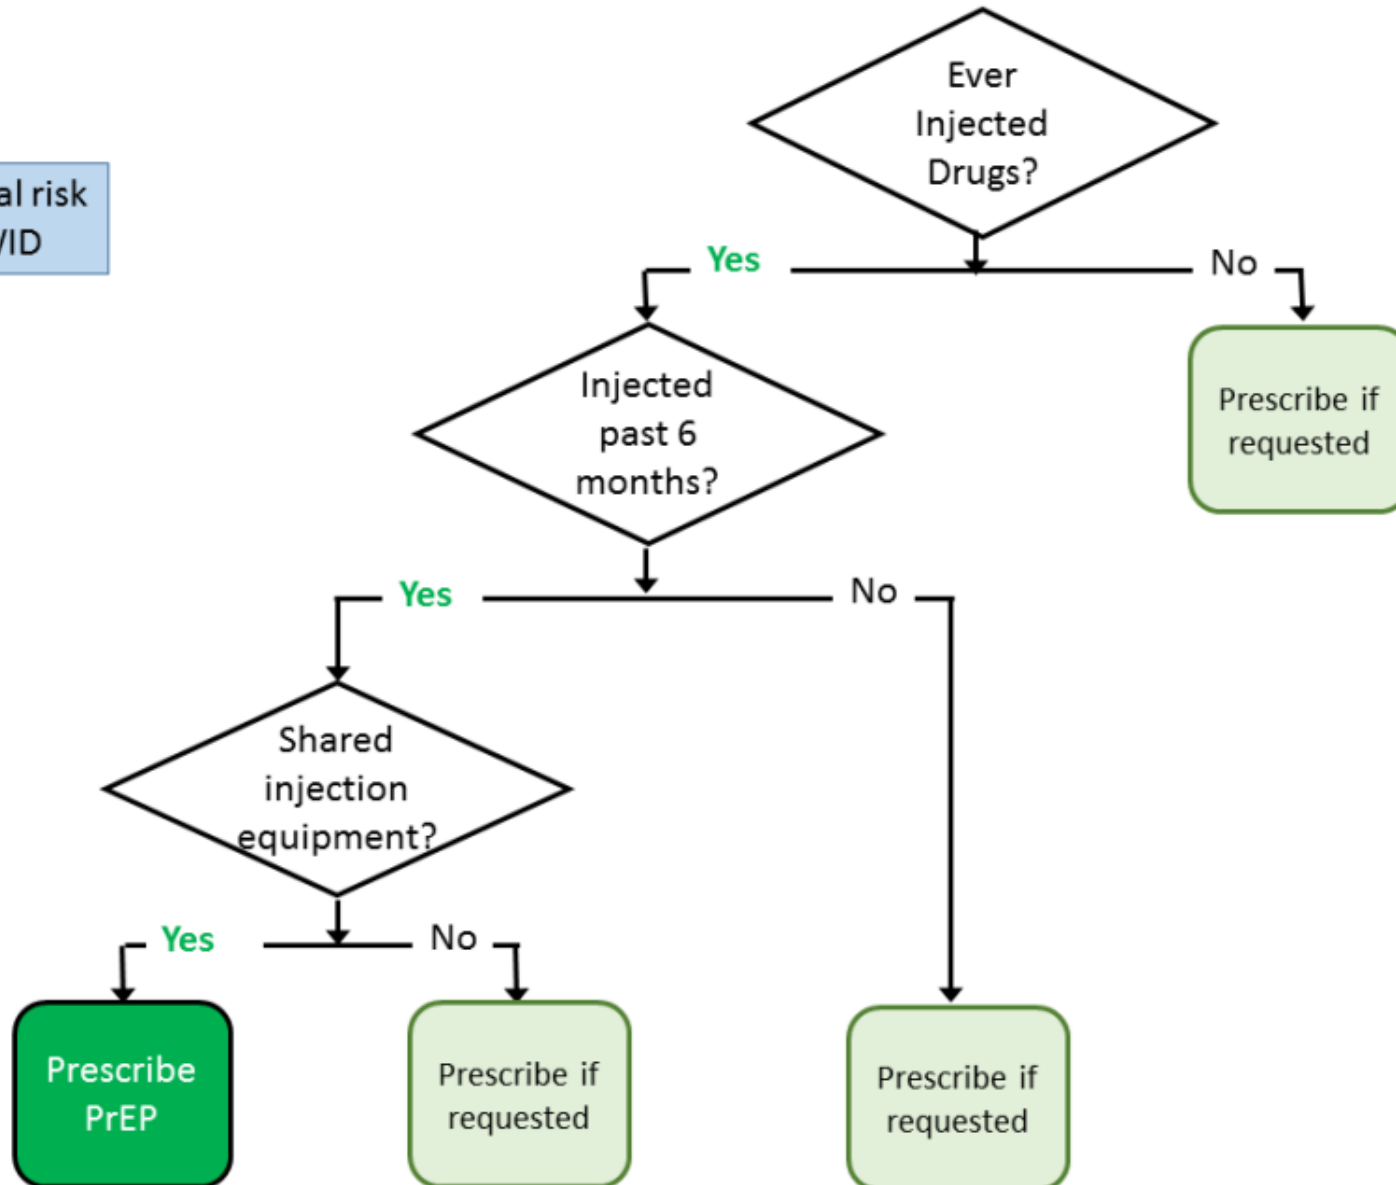 Ever
Injected
Drugs?
al risk
Yes
No
Injected
past 6
months?
Prescribe if
requested
Yes
No
Shared
injection
equipment?
Yes
No
Prescribe
PrEP
Prescribe if
requested
Prescribe if
requested